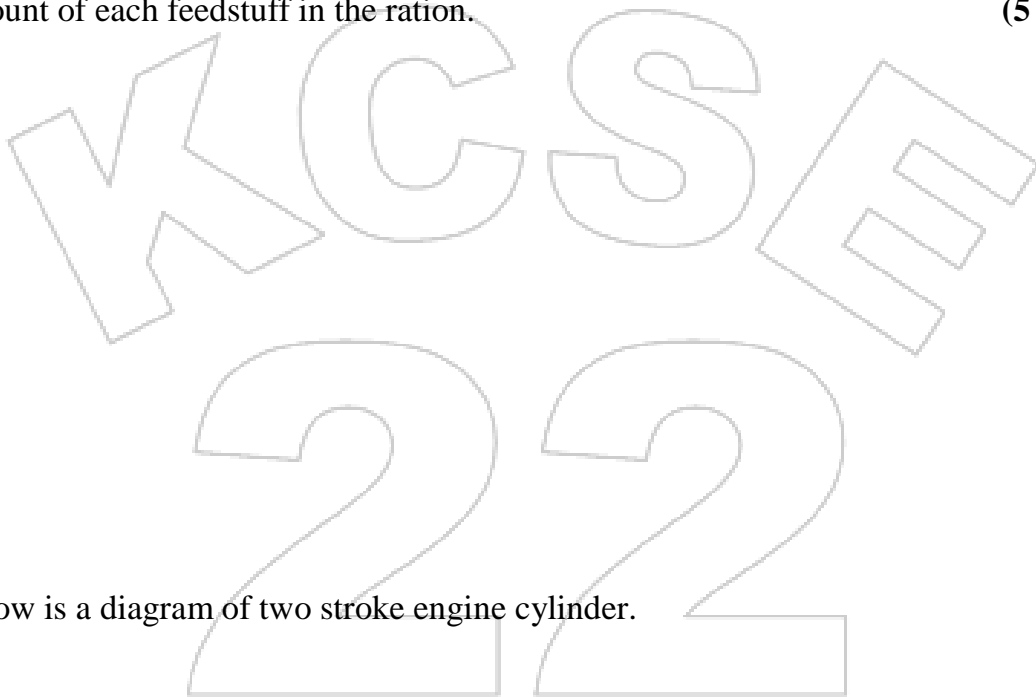 ount of each feedstuff in the ration. (5
KCSE
22
ow is a diagram of two stroke engine cylinder.